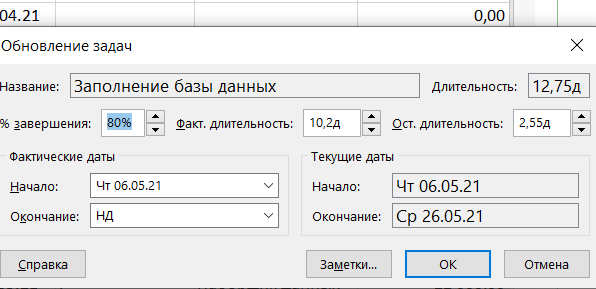 04.21 0,00
Обновление задач
Название: Заполнение базы данных Длительность: 12,75д
% завершения: 80% Факт. длительность: 10,2д Ост. длительность: 2,55д
Фактические даты Текущие даты
Начало: Чт 06.05.21 Начало: Чт 06.05.21
Окончание: НД Окончание: Ср 26.05.21
Справка Заметки... ОК Отмена